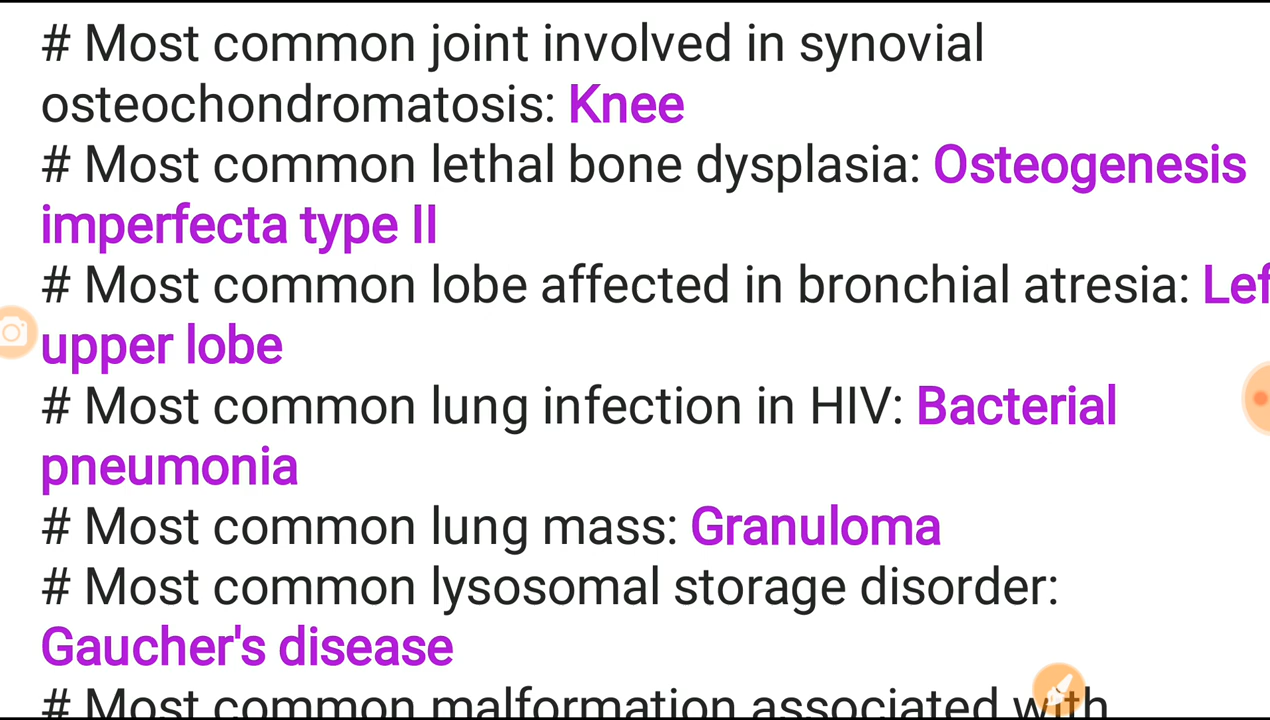 # Most common joint involved in synovial
osteochondromatosis: Knee
# Most common lethal bone dysplasia: Osteogenesis
imperfecta type II
# Most common lobe affected in bronchial atresia: Lef
upper lobe
# Most common lung infection in HIV: Bacterial
pneumonia
# Most common lung mass: Granuloma
# Most common lysosomal storage disorder:
Gaucher's disease
# Most common malformation associated with